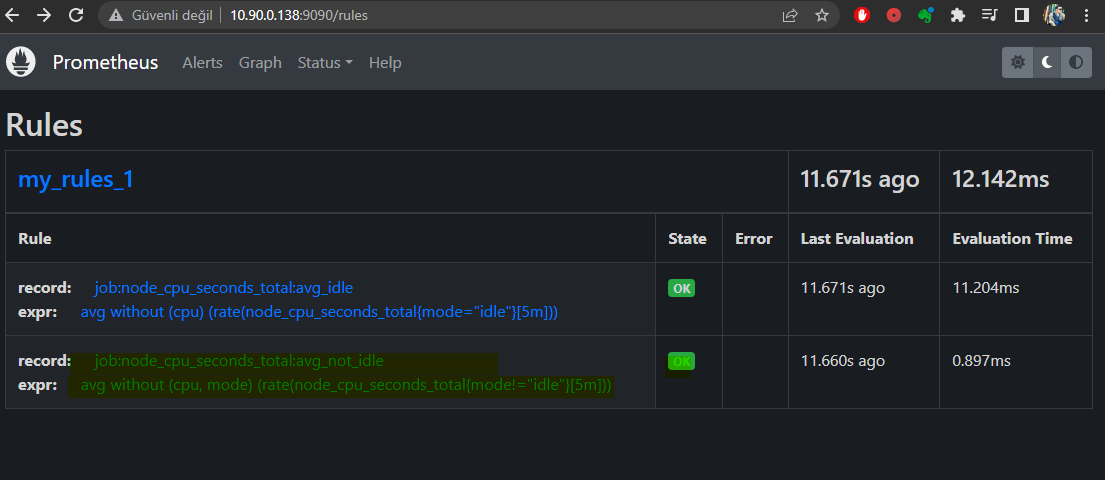 Güvenli değil 10.90.0.138:9090/rules
Prometheus Alerts Graph Status Help
Rules
my_rules_1 11.671s ago 12.142ms
Rule State Error Last Evaluation Evaluation Time
record: job:node_cpu_seconds_total:avg_idle OK 11.671s ago 11.204ms
expr: avg without (cpu) (rate(node_cpu_seconds_total{mode="idle"}[5m]))
record: job:node_cpu_seconds_total:avg_not_idle OK 11.660s ago 0.897ms
expr: avg without (cpu, mode) (rate(node_cpu_seconds_total{mode!="idle"}[5m]))